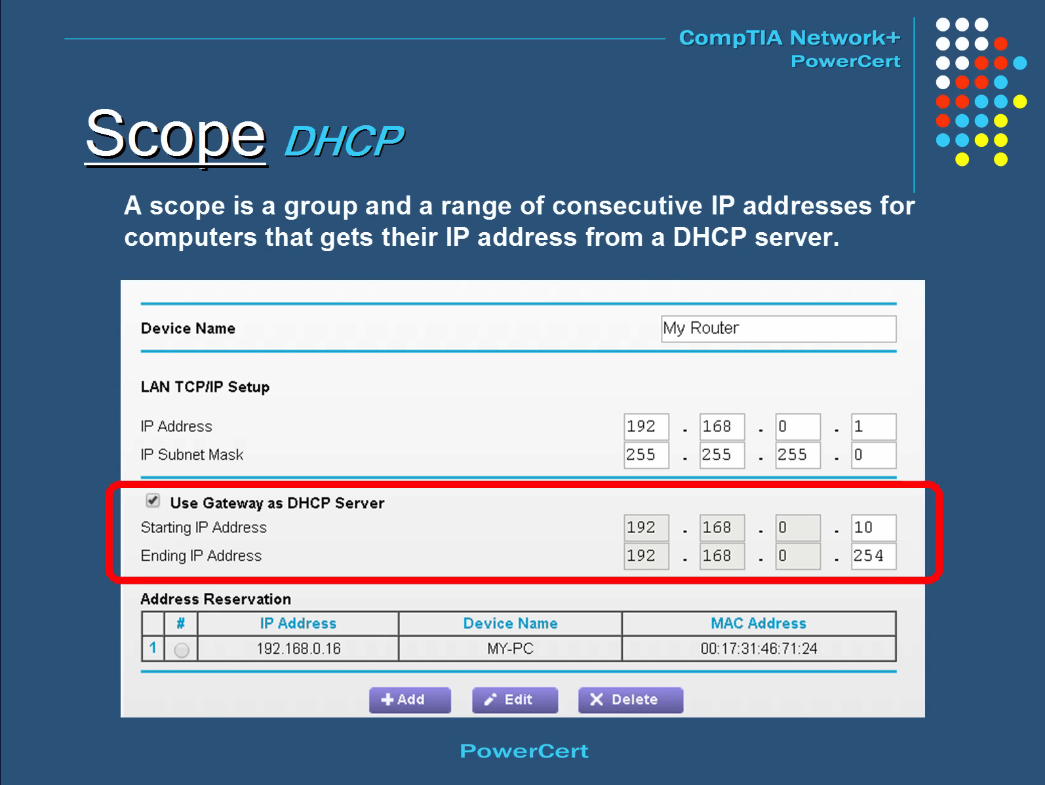 CompTIA Network+
PowerCert
Scope DHCP
A scope is a group and a range of consecutive IP addresses for
computers that gets their IP address from a DHCP server.
Device Name My Router
LAN TCP/IP Setup
IP Address 192 . 168 . 0 . 1
IP Subnet Mask 255 . 255 . 255 . 0
Use Gateway as DHCP Server
Starting IP Address 192 . 168 . 0 . 10
Ending IP Address 192 . 168 . 0 . 254
Address Reservation
# IP Address Device Name MAC Address
1 192.168.0.16 MY-PC 00:17:31:46:71:24
Add Edit Delete
PowerCert